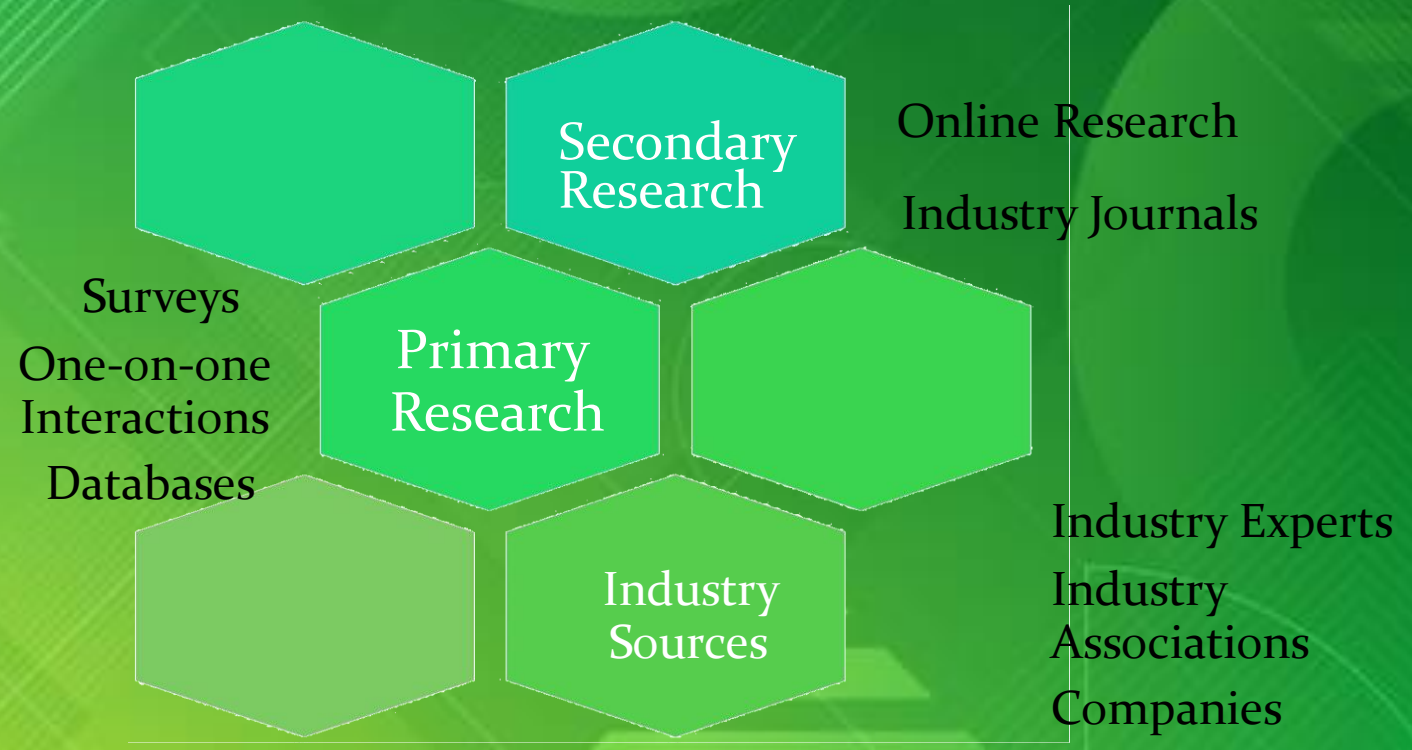 Secondary
Research
Online Research
Industry Journals
Surveys
One-on-one
Interactions
Databases
Primary
Research
Industry
Sources
Industry Experts
Industry
Associations
Companies